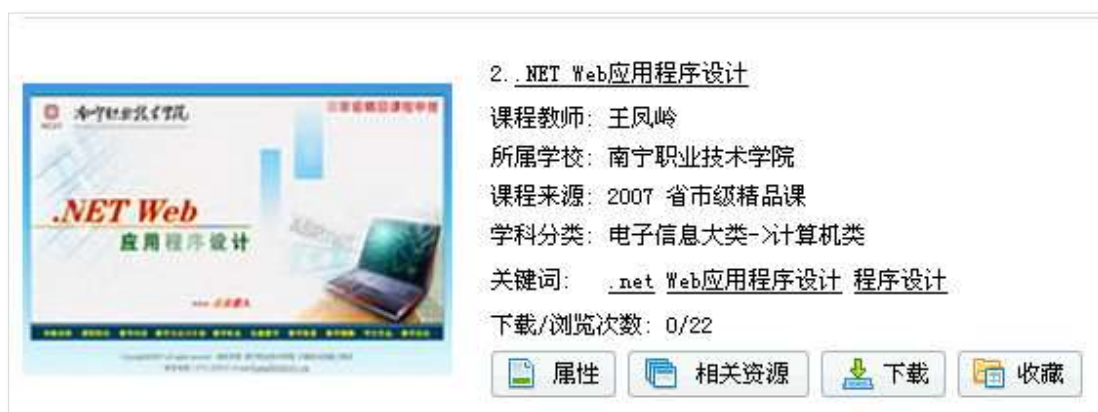 2. .NET Web应用程序设计
课程教师: 王凤岭
所属学校: 南宁职业技术学院
课程来源: 2007 省市级精品课
学科分类: 电子信息大类->计算机类
关键词: .net Web应用程序设计 程序设计
下载/浏览次数: 0/22
属性 相关资源 下载 收藏
南宁职业技术学院
.NET Web
应用程序设计